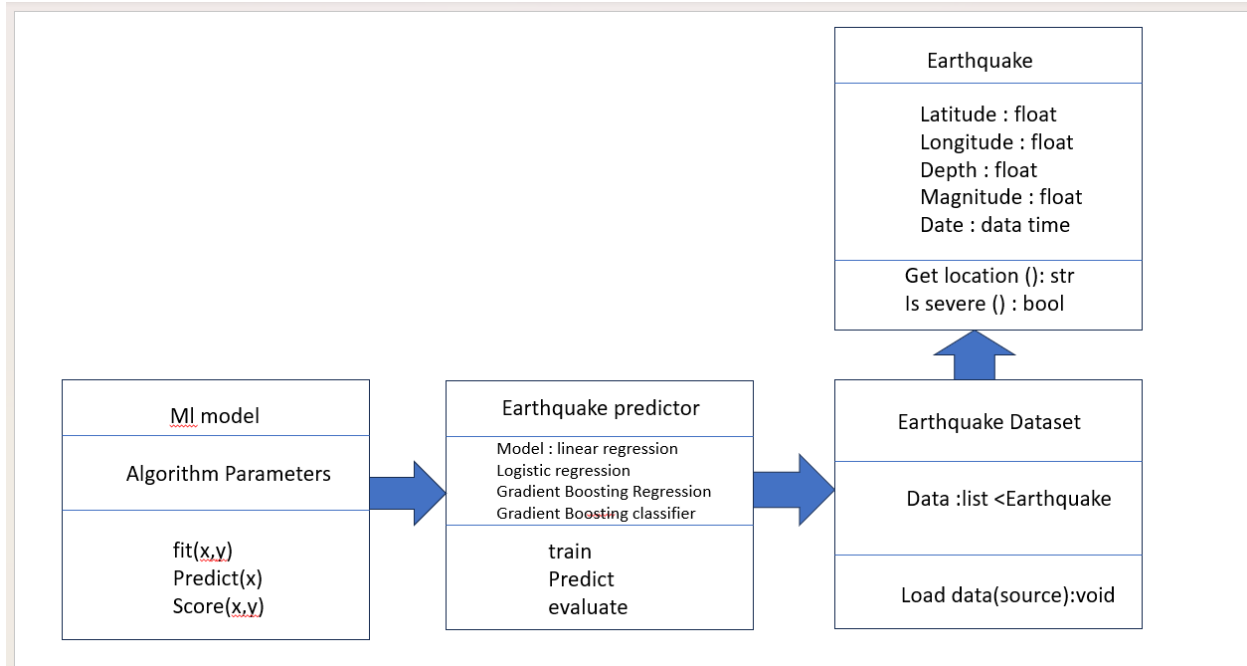 Earthquake
Latitude : float
Longitude : float
Depth : float
Magnitude : float
Date : data time
Get location (): str
Is severe () : bool
Ml model
Algorithm Parameters
fit(x,y)
Predict(x)
Score(x,y)
Earthquake predictor
Model : linear regression
Logistic regression
Gradient Boosting Regression
Gradient Boosting classifier
train
Predict
evaluate
Earthquake Dataset
Data :list <Earthquake
Load data(source):void